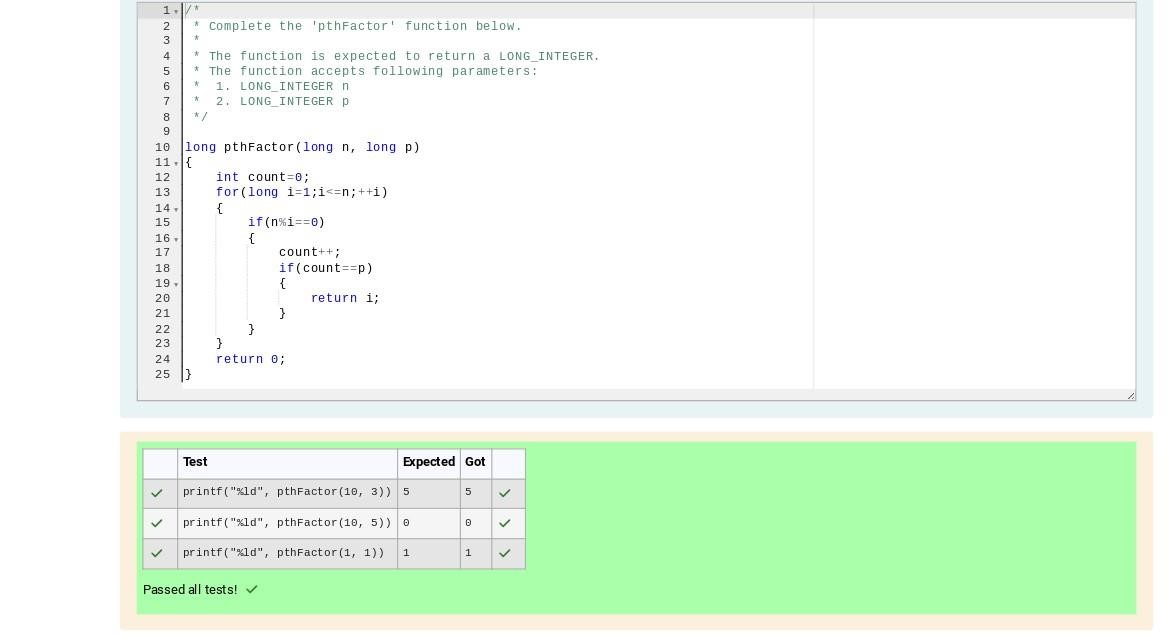 1 /*
2  * Complete the 'pthFactor' function below.
3  *
4  * The function is expected to return a LONG_INTEGER.
5  * The function accepts following parameters:
6  *  1. LONG_INTEGER n
7  *  2. LONG_INTEGER p
8  */
9
10 long pthFactor(long n, long p)
11 {
12     int count=0;
13     for(long i=1;i<=n;++i)
14     {
15         if(n%i==0)
16         {
17             count++;
18             if(count==p)
19             {
20                 return i;
21             }
22         }
23     }
24     return 0;
25 }
Test Expected Got
printf("%ld", pthFactor(10, 3)) 5 5
printf("%ld", pthFactor(10, 5)) 0 0
printf("%ld", pthFactor(1, 1)) 1 1
Passed all tests!